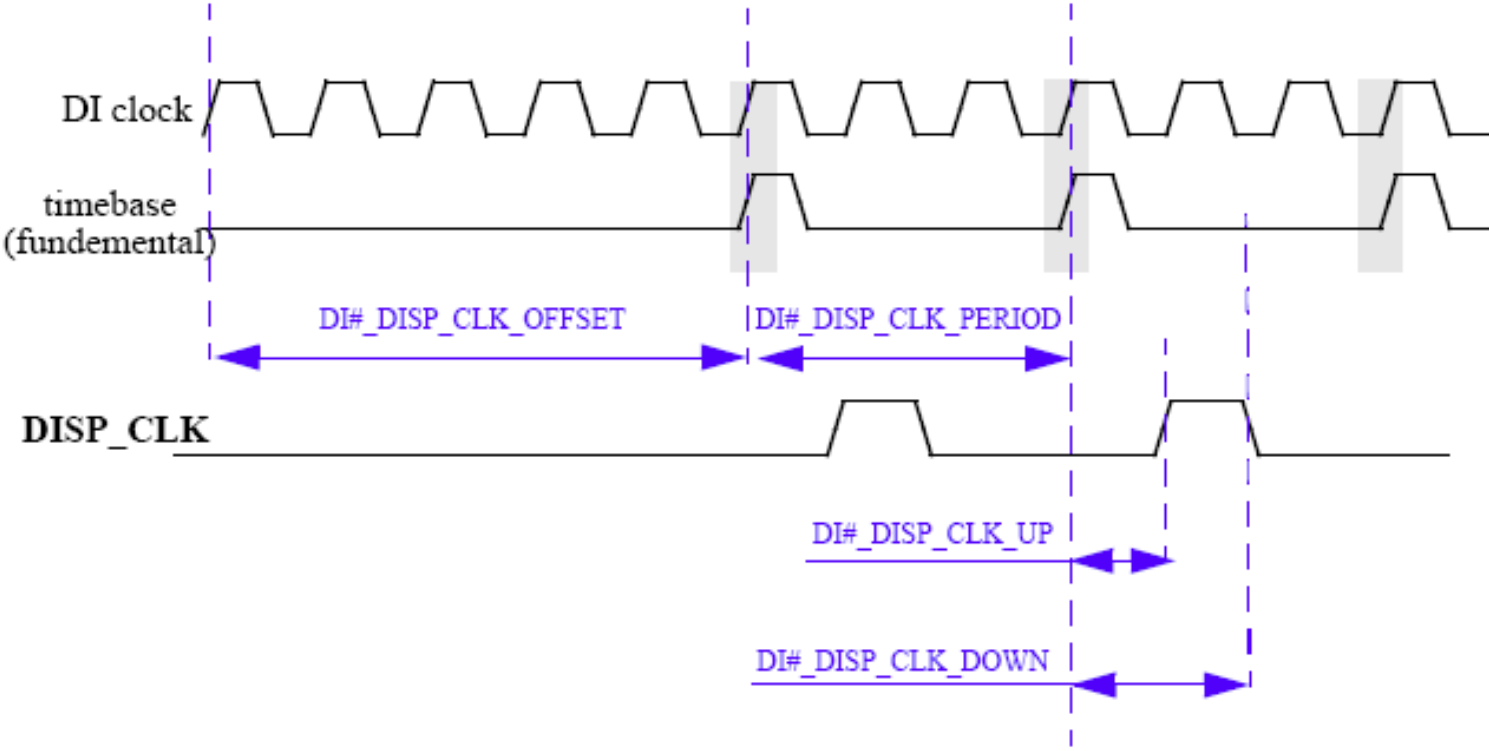 DI clock
timebase
(fundemental)
DI#_DISP_CLK_OFFSET
DI#_DISP_CLK_PERIOD
DISP_CLK
DI#_DISP_CLK_UP
DI#_DISP_CLK_DOWN